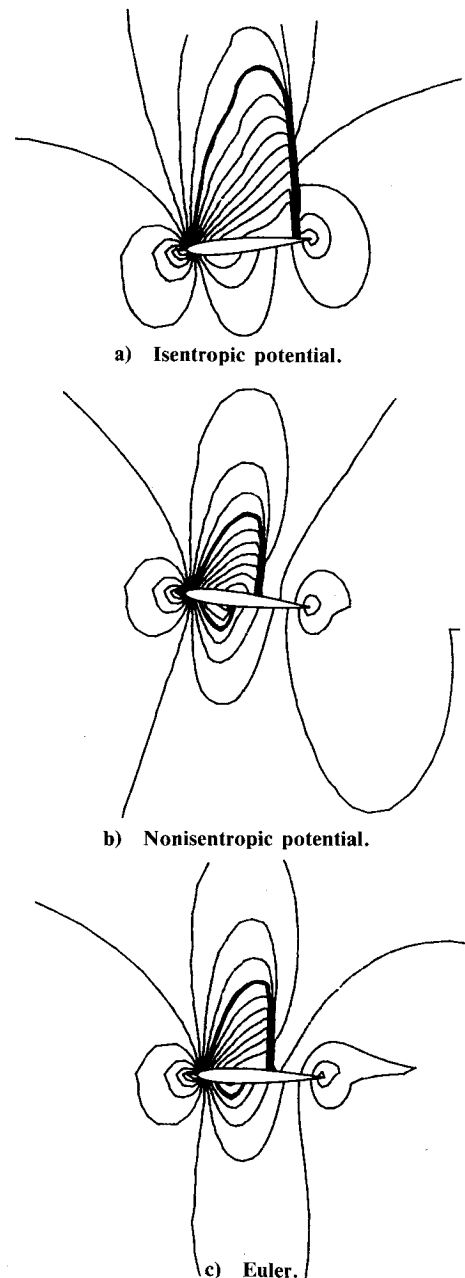 a) Isentropic potential.
b) Nonisentropic potential.
c) Euler.